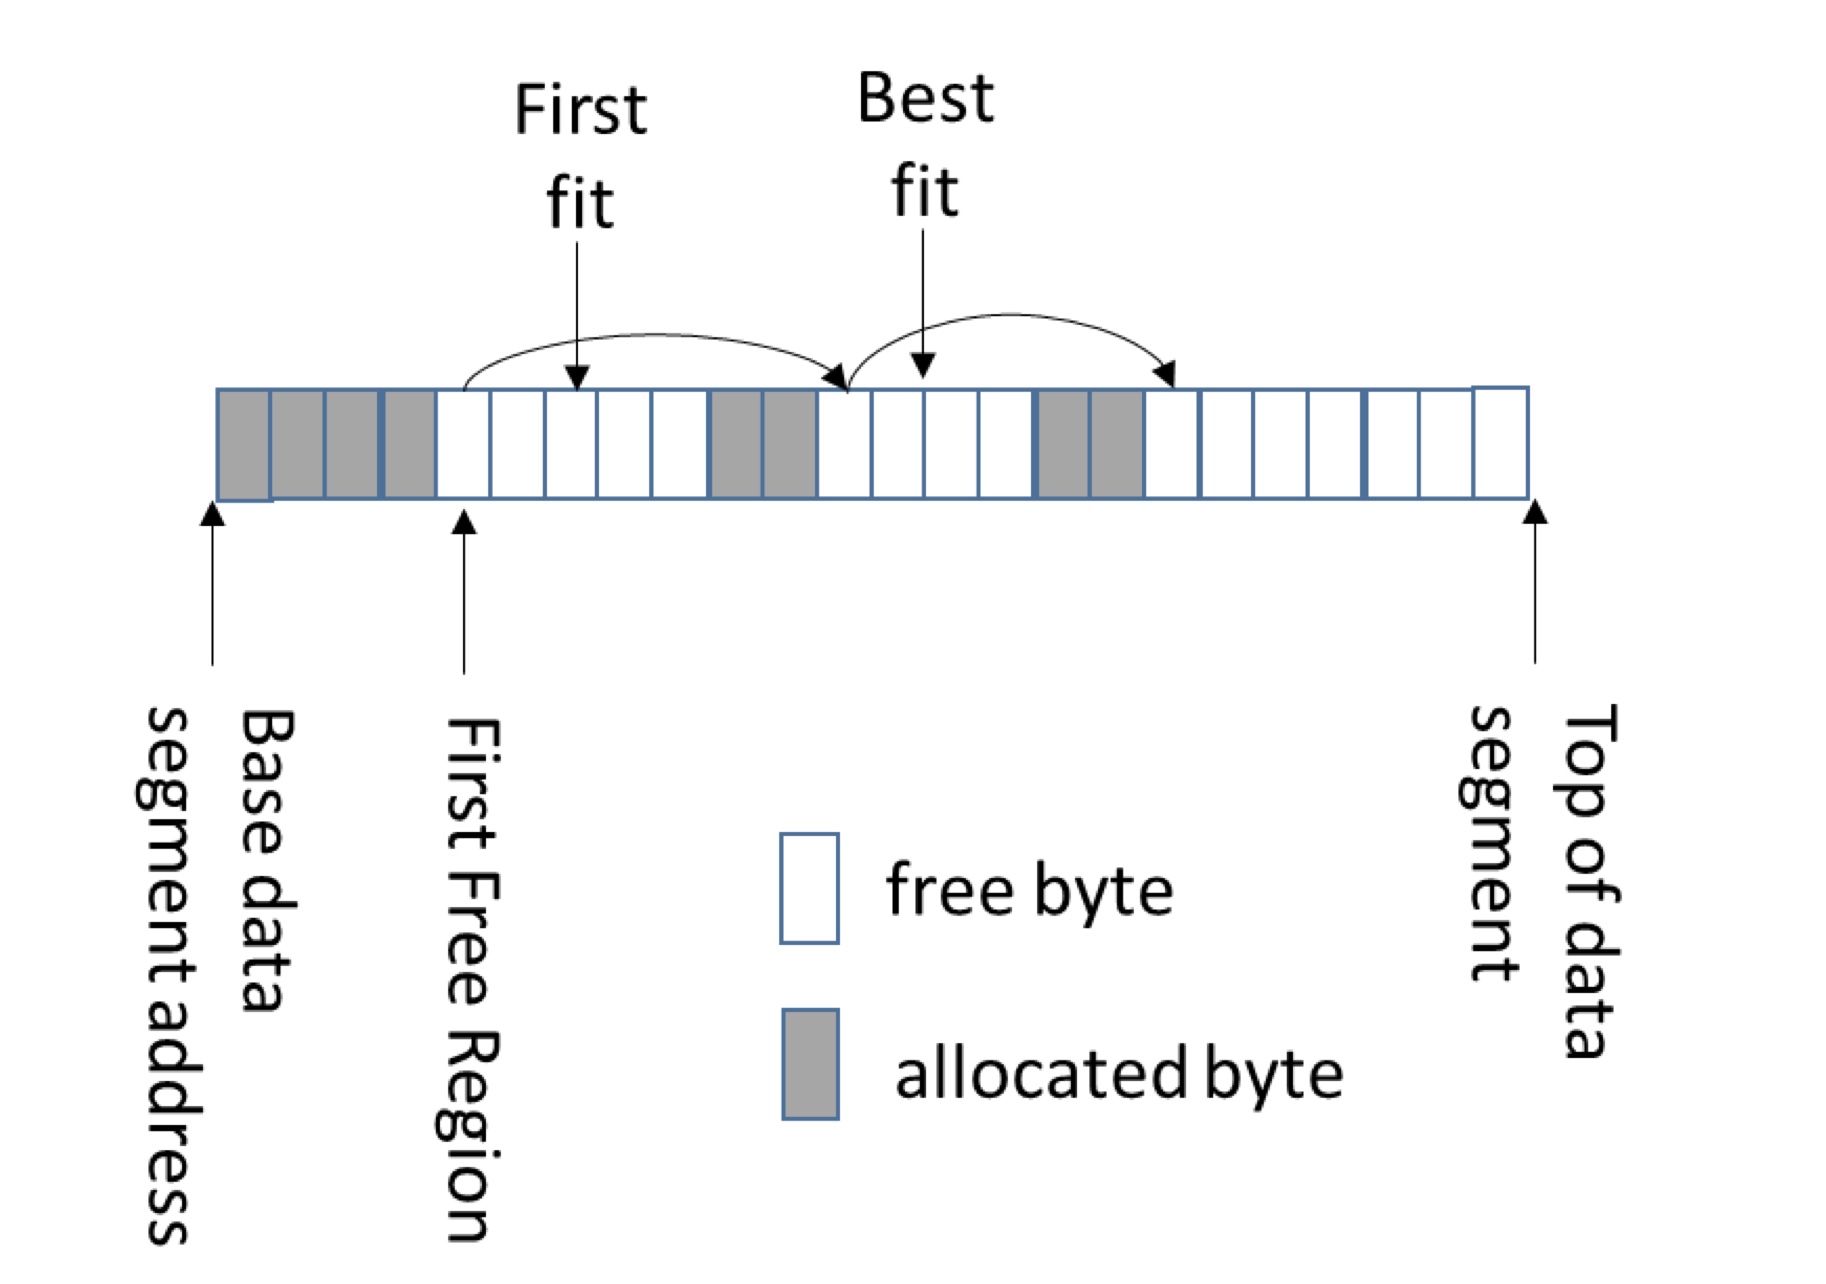 First
fit
Best
fit
Base data
segment address
First Free Region
Top of data
segment
free byte
allocated byte